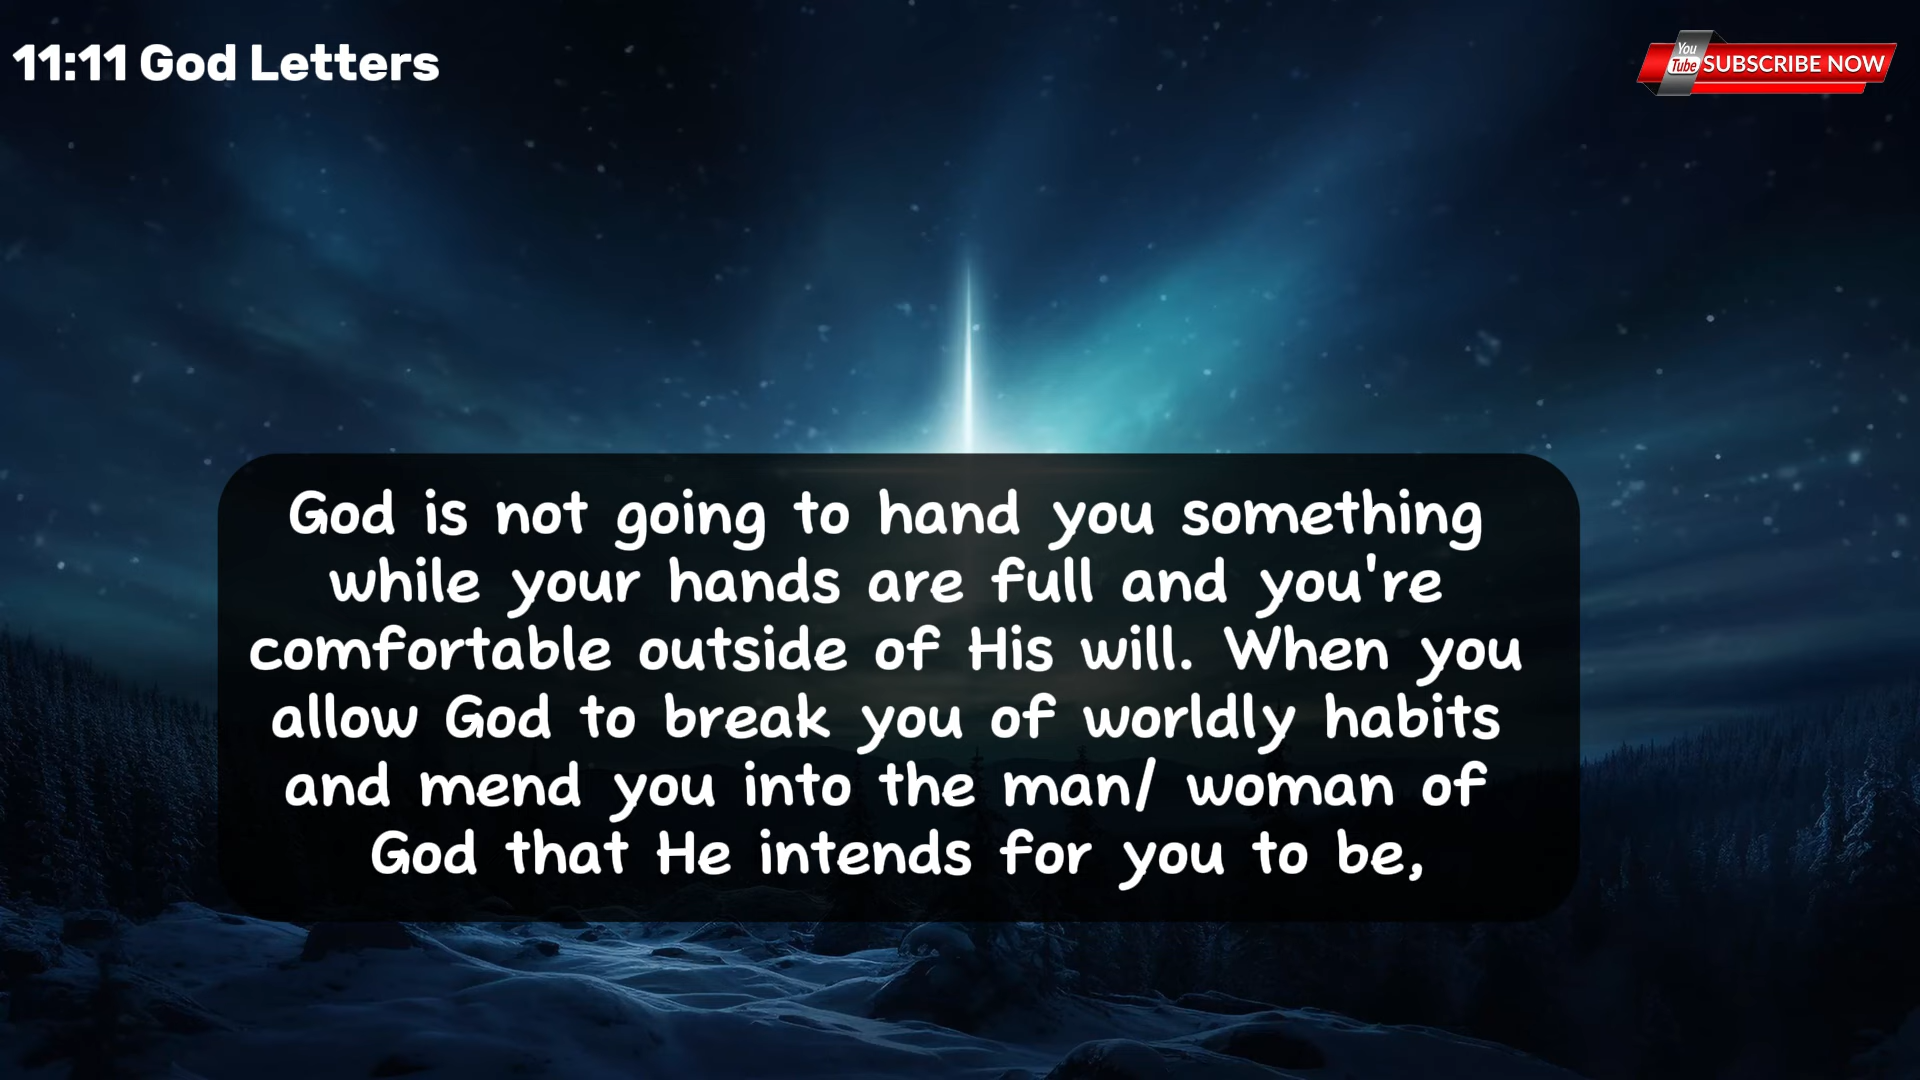 11:11 God Letters
You
Tube
SUBSCRIBE NOW
God is not going to hand you something
while your hands are full and you're
comfortable outside of His will. When you
allow God to break you of worldly habits
and mend you into the man/ woman of
God that He intends for you to be,